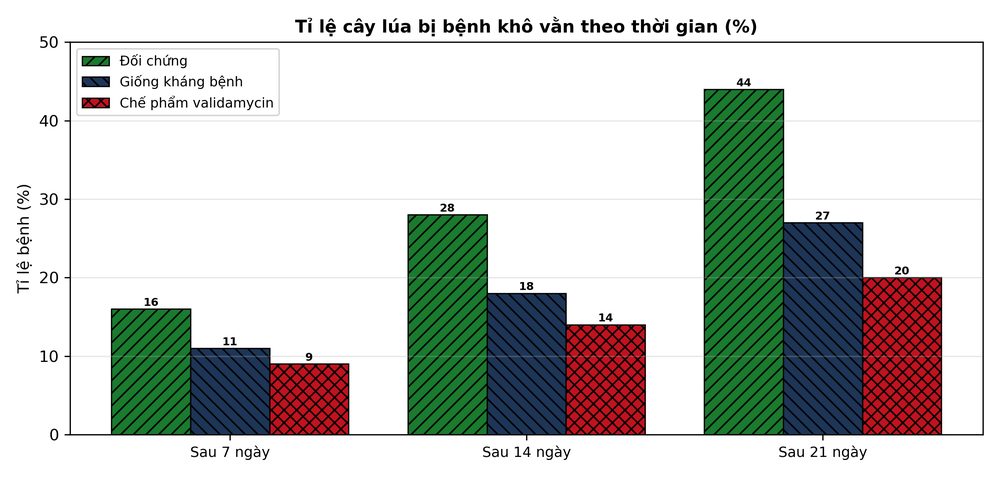 Tỉ lệ cây lúa bị bệnh khô vằn theo thời gian (%)
Đối chứng
Giống kháng bệnh
Chế phẩm validamycin
Tỉ lệ bệnh (%)
50
40
30
20
10
0
16
11
9
28
18
14
44
27
20
Sau 7 ngày
Sau 14 ngày
Sau 21 ngày